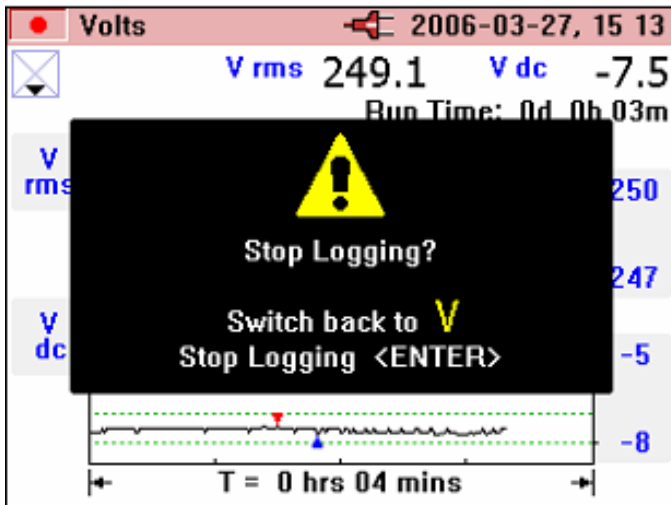 Volts 2006-03-27, 15 13
V rms 249.1 V dc -7.5
Run Time: 0d 0h 03m
V
rms
250
Stop Logging?
247
Switch back to V
Stop Logging <ENTER>
V
dc
-5
-8
T = 0 hrs 04 mins